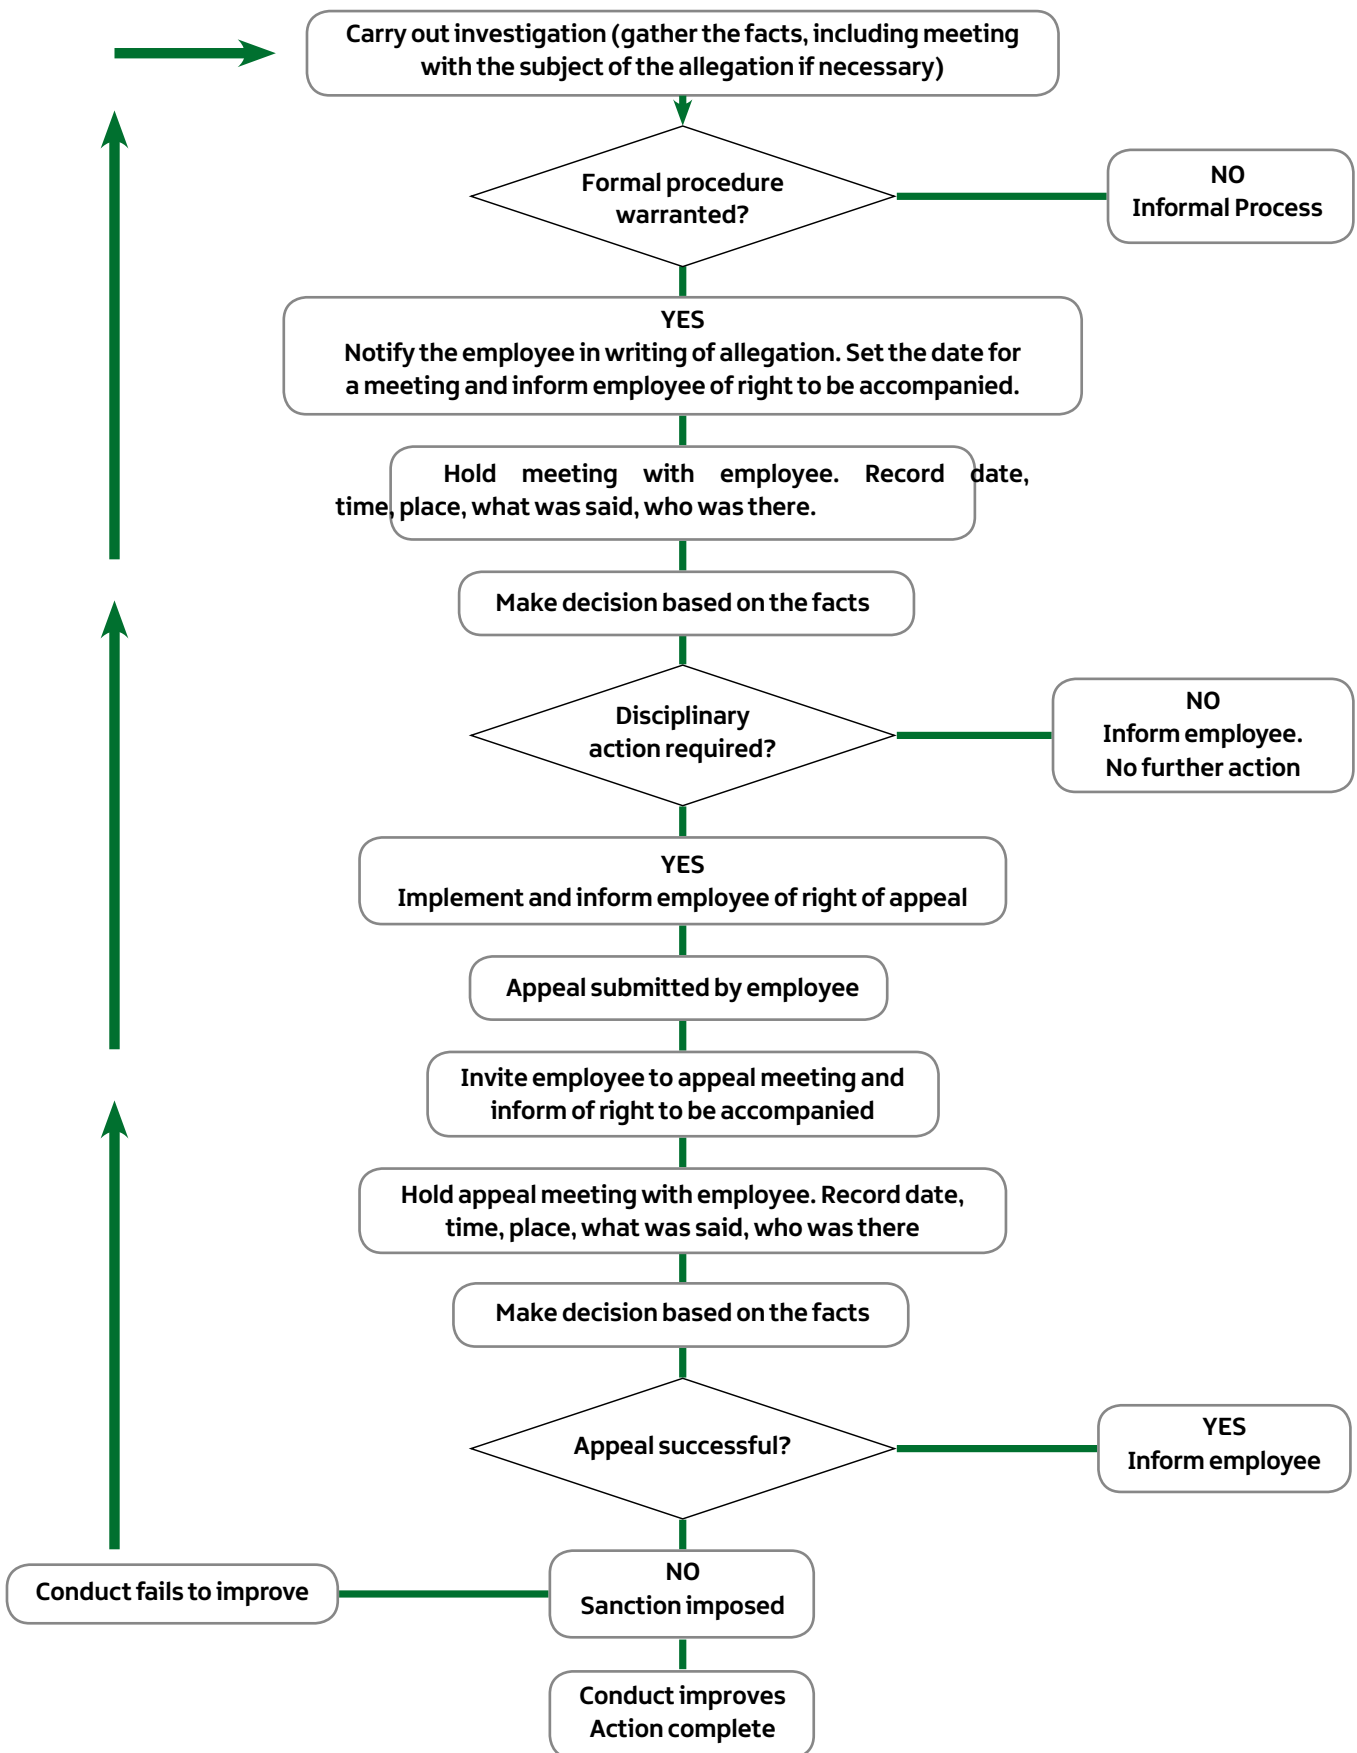 Carry out investigation (gather the facts, including meeting
with the subject of the allegation if necessary)
Formal procedure
warranted?
NO
Informal Process
YES
Notify the employee in writing of allegation. Set the date for
a meeting and inform employee of right to be accompanied.
Hold meeting with employee. Record date,
time, place, what was said, who was there.
Make decision based on the facts
Disciplinary
action required?
NO
Inform employee.
No further action
YES
Implement and inform employee of right of appeal
Appeal submitted by employee
Invite employee to appeal meeting and
inform of right to be accompanied
Hold appeal meeting with employee. Record date,
time, place, what was said, who was there
Make decision based on the facts
Appeal successful?
YES
Inform employee
NO
Sanction imposed
Conduct fails to improve
Conduct improves
Action complete